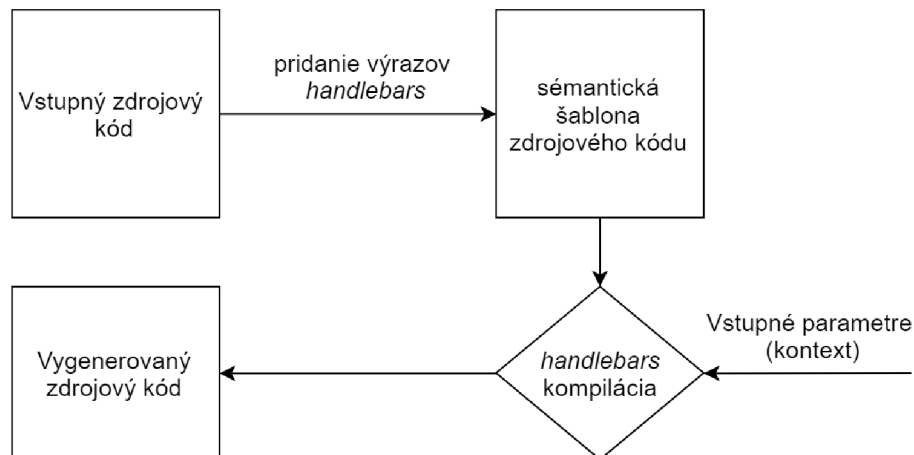 Vstupný zdrojový
kód
pridanie výrazov
handlebars
sémantická
šablona
zdrojového kódu
Vygenerovaný
zdrojový kód
handlebars
kompilácia
Vstupné parametre
(kontext)